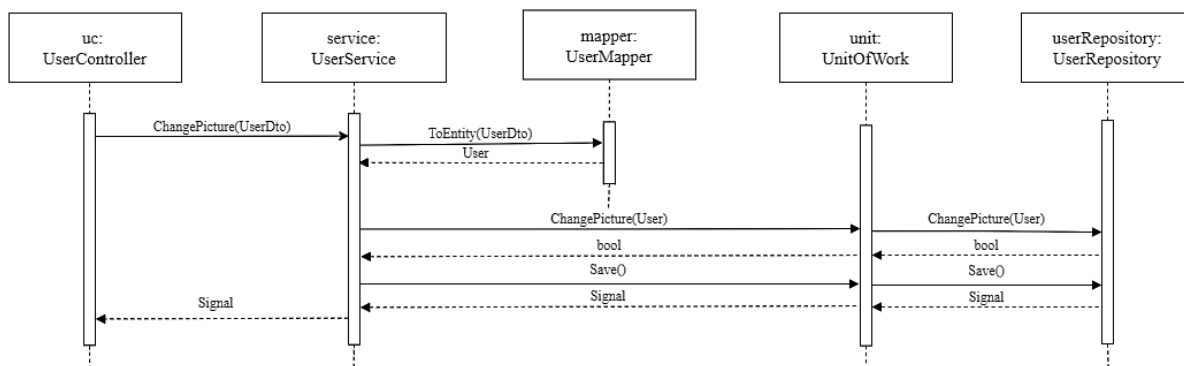 uc:
UserController
service:
UserService
mapper:
UserMapper
unit:
UnitOfWork
userRepository:
UserRepository
ChangePicture(UserDto)
ToEntity(UserDto)
User
ChangePicture(User)
ChangePicture(User)
bool
bool
Save()
Save()
Signal
Signal
Signal